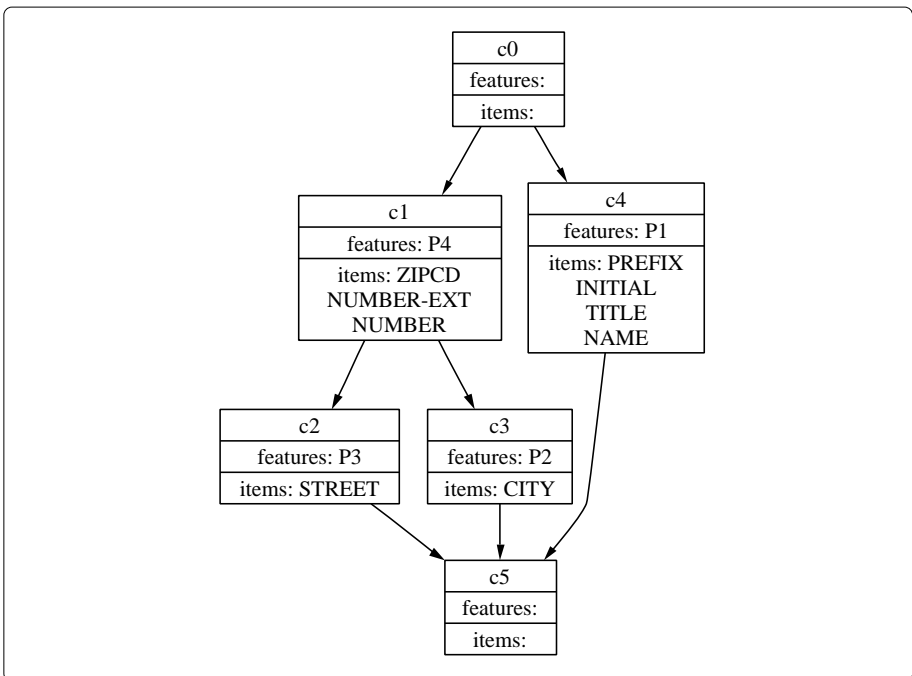 c0
features:
items:
c1
features: P4
items: ZIPCD
NUMBER-EXT
NUMBER
c4
features: P1
items: PREFIX
INITIAL
TITLE
NAME
c2
features: P3
items: STREET
c3
features: P2
items: CITY
c5
features:
items: